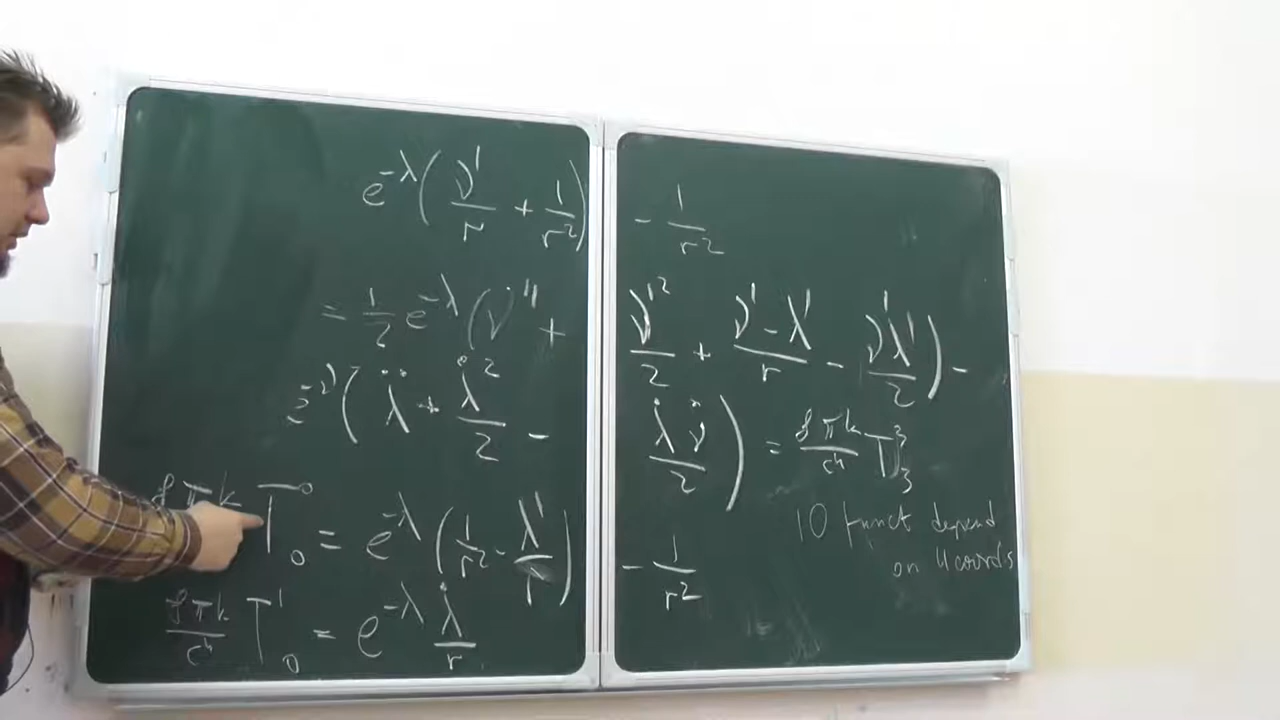 e^{-λ} ( ν'/r + 1/r² ) - 1/r²
= 1/2 e^{-λ} ( ν'' + ν'²/2 + (ν' - λ')/r - ν'λ'/2 ) -
e^{-ν} ( λ̈ + λ̇²/2 - λ̇ν̇/2 ) = 8πk/c⁴ T³₃
8πk T⁰₀ = e^{-λ} ( 1/r² - λ'/r ) - 1/r²
8πk/c⁴ T¹₀ = e^{-λ} λ̇/r
10 funct depend
on 4 coords